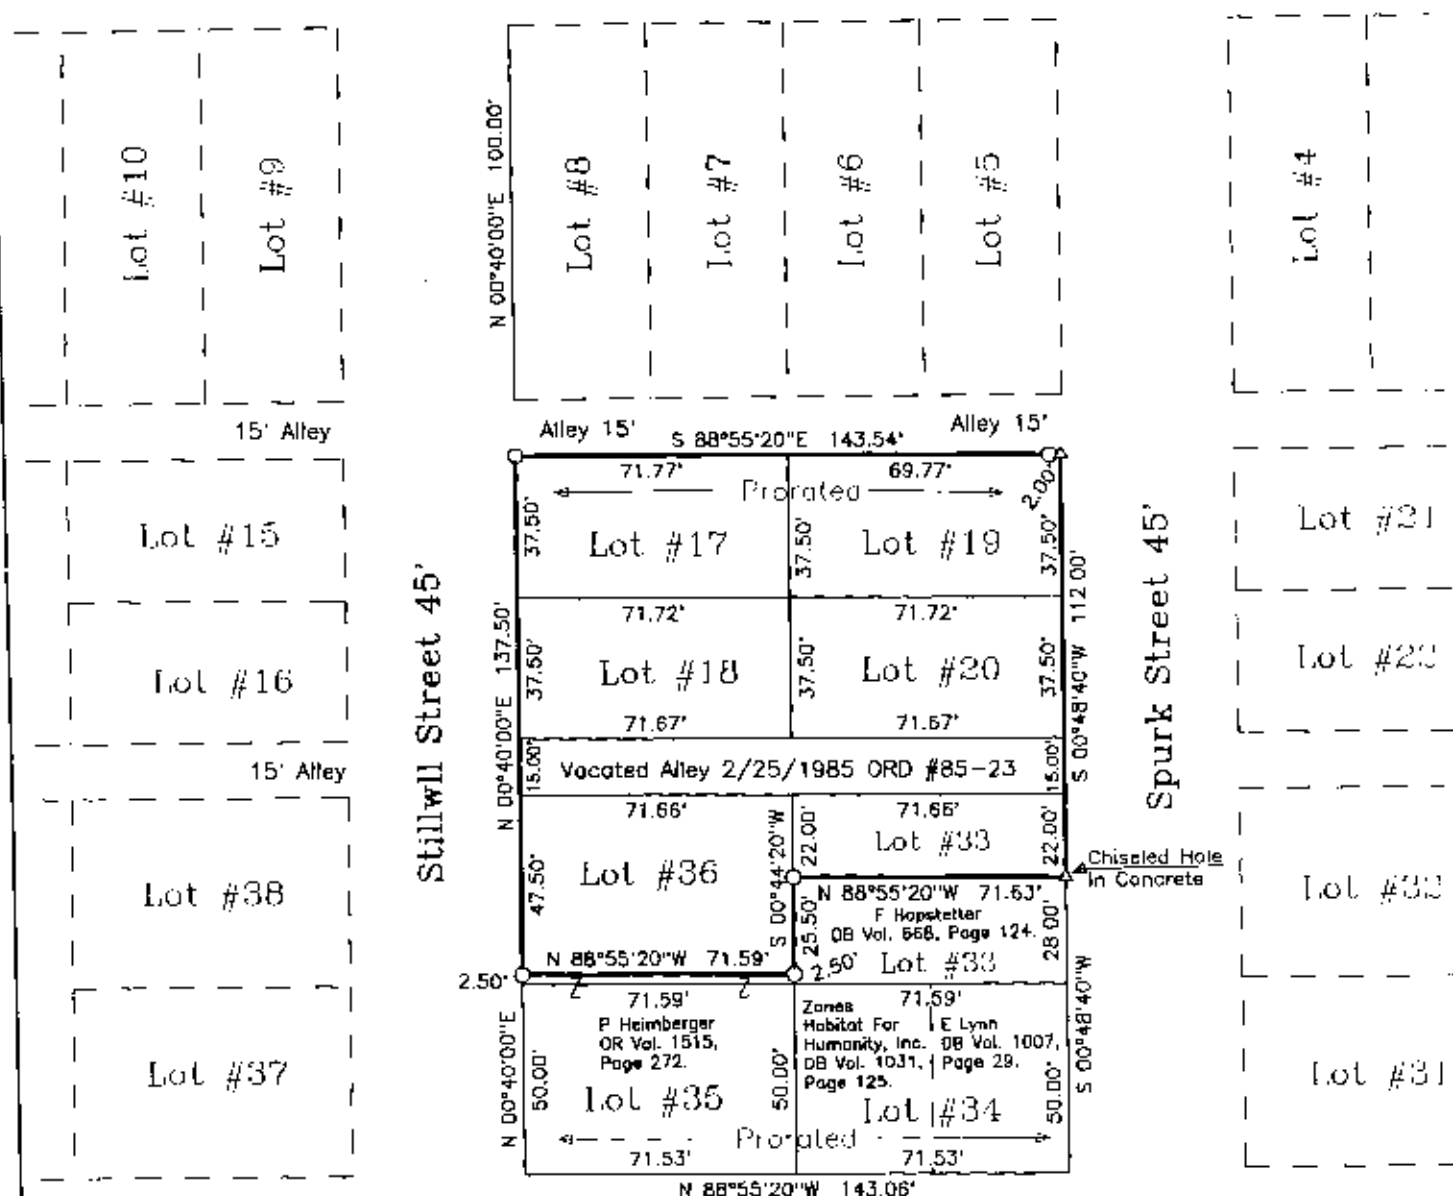 Lot #10
Lot #9
N 00°40'00"E 100.00'
Lot #8
Lot #7
Lot #6
Lot #5
Lot #4
15' Alley
Alley 15'
S 88°55'20"E 143.54'
Alley 15'
71.77'
69.77'
2.00'
Prorated
37.50'
Lot #17
37.50'
Lot #19
37.50'
Lot #15
Lot #21
Stillwll Street 45'
Spurk Street 45'
N 00°40'00"E 137.50'
S 00°48'40"W 112.00'
71.72'
71.72'
37.50'
Lot #18
37.50'
Lot #20
37.50'
Lot #16
71.67'
71.67'
15' Alley
15.00'
Vacated Alley 2/25/1985 ORD #85-23
15.00'
71.66'
71.66'
22.00'
Lot #33
22.00'
Lot #36
47.50'
S 00°44'20"W
Chiseled Hole
In Concrete
Lot #38
N 88°55'20"W 71.63'
F Hopstetter
OB Vol. 668, Page 124.
25.50'
28.00'
Lot #33
N 88°55'20"W 71.59'
2.50'
2.50'
71.59'
71.59'
P Heimberger
OR Vol. 1515,
Page 272.
Zanes
Habitat For
Humanity, Inc.
DB Vol. 1031,
Page 125.
E Lynn
DB Vol. 1007,
Page 29.
N 00°40'00"E
50.00'
Lot #35
50.00'
Lot #34
50.00'
S 00°48'40"W
Lot #37
Lot #31
Prorated
71.53'
71.53'
N 88°55'20"W 143.06'